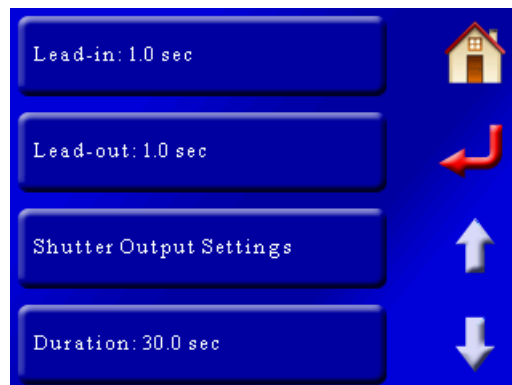 Lead-in: 1.0 sec
Lead-out: 1.0 sec
Shutter Output Settings
Duration: 30.0 sec